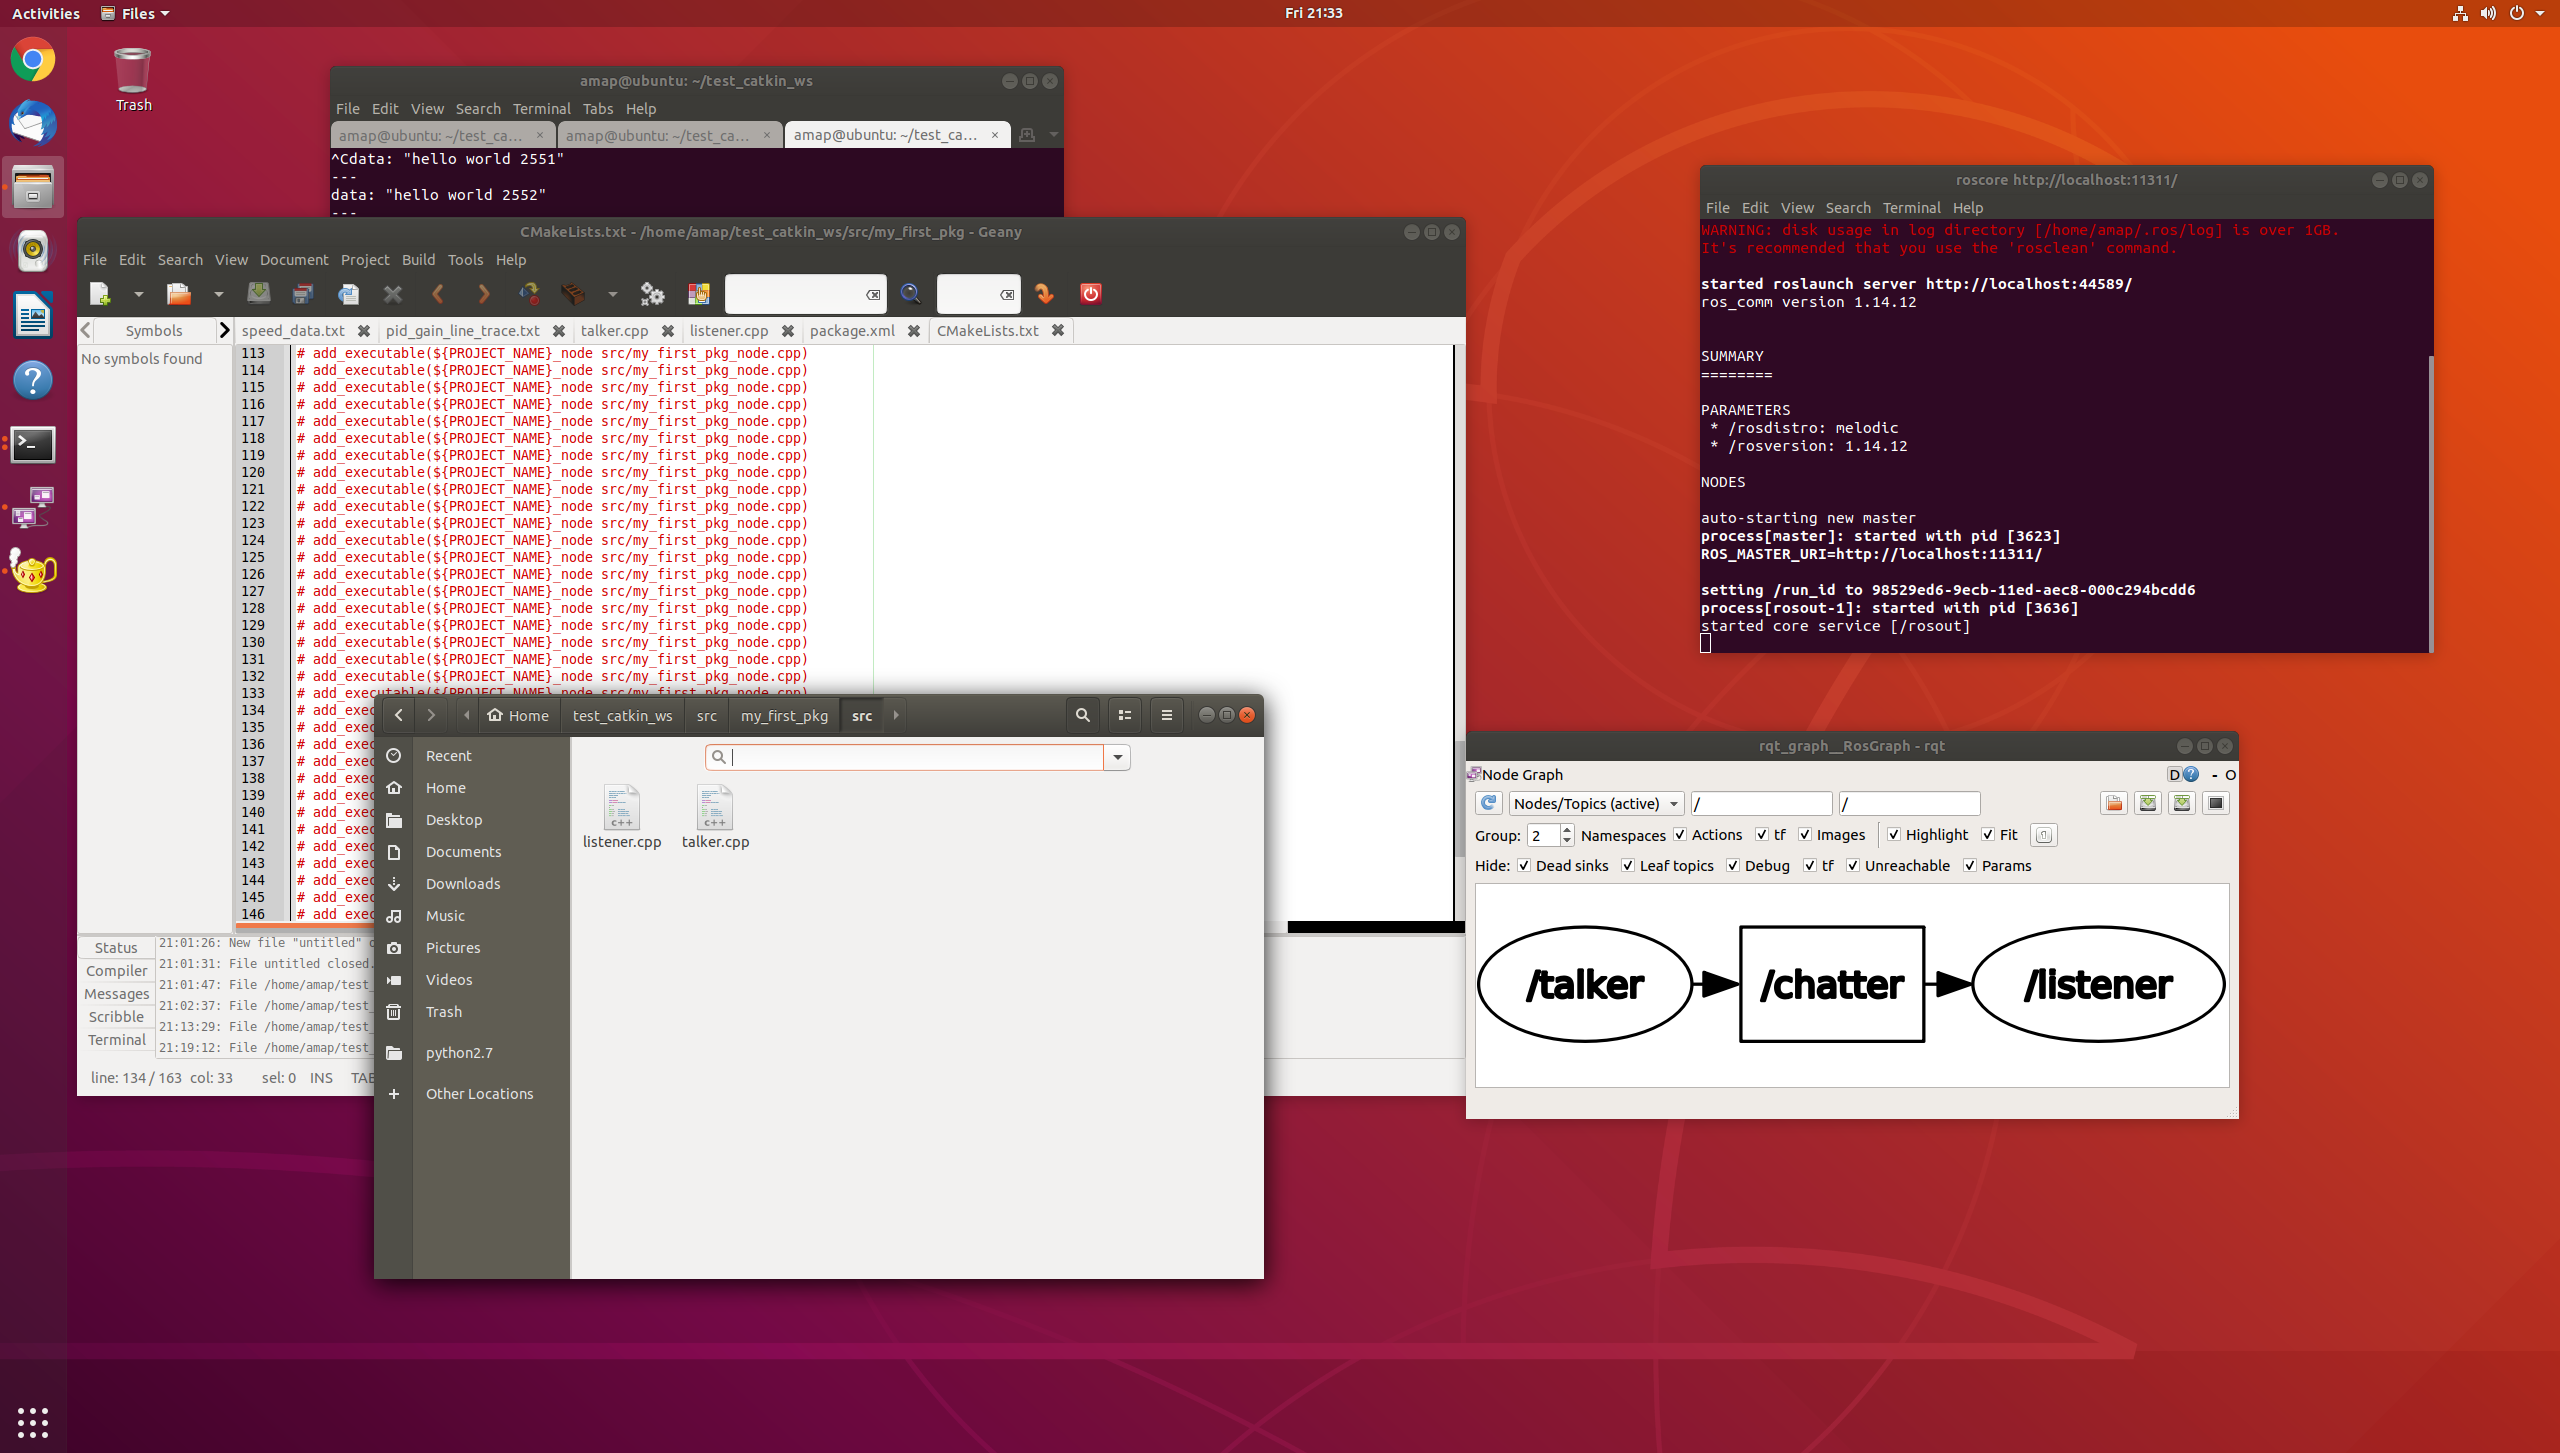 Activities
Files
Fri 21:33
Trash
amap@ubuntu: ~/test_catkin_ws
File Edit View Search Terminal Tabs Help
amap@ubuntu: ~/test_ca... × amap@ubuntu: ~/test_ca... × amap@ubuntu: ~/test_ca... ×
^Cdata: "hello world 2551"
---
data: "hello world 2552"
---
CMakeLists.txt - /home/amap/test_catkin_ws/src/my_first_pkg - Geany
File Edit Search View Document Project Build Tools Help
Symbols
speed_data.txt pid_gain_line_trace.txt talker.cpp listener.cpp package.xml CMakeLists.txt
No symbols found
113 # add_executable(${PROJECT_NAME}_node src/my_first_pkg_node.cpp)
114 # add_executable(${PROJECT_NAME}_node src/my_first_pkg_node.cpp)
115 # add_executable(${PROJECT_NAME}_node src/my_first_pkg_node.cpp)
116 # add_executable(${PROJECT_NAME}_node src/my_first_pkg_node.cpp)
117 # add_executable(${PROJECT_NAME}_node src/my_first_pkg_node.cpp)
118 # add_executable(${PROJECT_NAME}_node src/my_first_pkg_node.cpp)
119 # add_executable(${PROJECT_NAME}_node src/my_first_pkg_node.cpp)
120 # add_executable(${PROJECT_NAME}_node src/my_first_pkg_node.cpp)
121 # add_executable(${PROJECT_NAME}_node src/my_first_pkg_node.cpp)
122 # add_executable(${PROJECT_NAME}_node src/my_first_pkg_node.cpp)
123 # add_executable(${PROJECT_NAME}_node src/my_first_pkg_node.cpp)
124 # add_executable(${PROJECT_NAME}_node src/my_first_pkg_node.cpp)
125 # add_executable(${PROJECT_NAME}_node src/my_first_pkg_node.cpp)
126 # add_executable(${PROJECT_NAME}_node src/my_first_pkg_node.cpp)
127 # add_executable(${PROJECT_NAME}_node src/my_first_pkg_node.cpp)
128 # add_executable(${PROJECT_NAME}_node src/my_first_pkg_node.cpp)
129 # add_executable(${PROJECT_NAME}_node src/my_first_pkg_node.cpp)
130 # add_executable(${PROJECT_NAME}_node src/my_first_pkg_node.cpp)
131 # add_executable(${PROJECT_NAME}_node src/my_first_pkg_node.cpp)
132 # add_executable(${PROJECT_NAME}_node src/my_first_pkg_node.cpp)
133 # add_executable(${PROJECT_NAME}_node src/my_first_pkg_node.cpp)
134 # add_exec
135 # add_exec
136 # add_exec
137 # add_exec
138 # add_exec
139 # add_exec
140 # add_exec
141 # add_exec
142 # add_exec
143 # add_exec
144 # add_exec
145 # add_exec
146 # add_exec
Status
Compiler
Messages
Scribble
Terminal
21:01:26: New file "untitled" o
21:01:31: File untitled closed.
21:01:47: File /home/amap/test_
21:02:37: File /home/amap/test_
21:13:29: File /home/amap/test_
21:19:12: File /home/amap/test_
line: 134 / 163 col: 33 sel: 0 INS TAB
Home test_catkin_ws src my_first_pkg src
Recent
Home
Desktop
Documents
Downloads
Music
Pictures
Videos
Trash
python2.7
+ Other Locations
c++ c++
listener.cpp talker.cpp
roscore http://localhost:11311/
File Edit View Search Terminal Help
WARNING: disk usage in log directory [/home/amap/.ros/log] is over 1GB.
It's recommended that you use the 'rosclean' command.
started roslaunch server http://localhost:44589/
ros_comm version 1.14.12
SUMMARY
========
PARAMETERS
* /rosdistro: melodic
* /rosversion: 1.14.12
NODES
auto-starting new master
process[master]: started with pid [3623]
ROS_MASTER_URI=http://localhost:11311/
setting /run_id to 98529ed6-9ecb-11ed-aec8-000c294bcdd6
process[rosout-1]: started with pid [3636]
started core service [/rosout]
rqt_graph__RosGraph - rqt
Node Graph
D ? - O
Nodes/Topics (active) / /
Group: 2 Namespaces Actions tf Images Highlight Fit
Hide: Dead sinks Leaf topics Debug tf Unreachable Params
/talker /chatter /listener